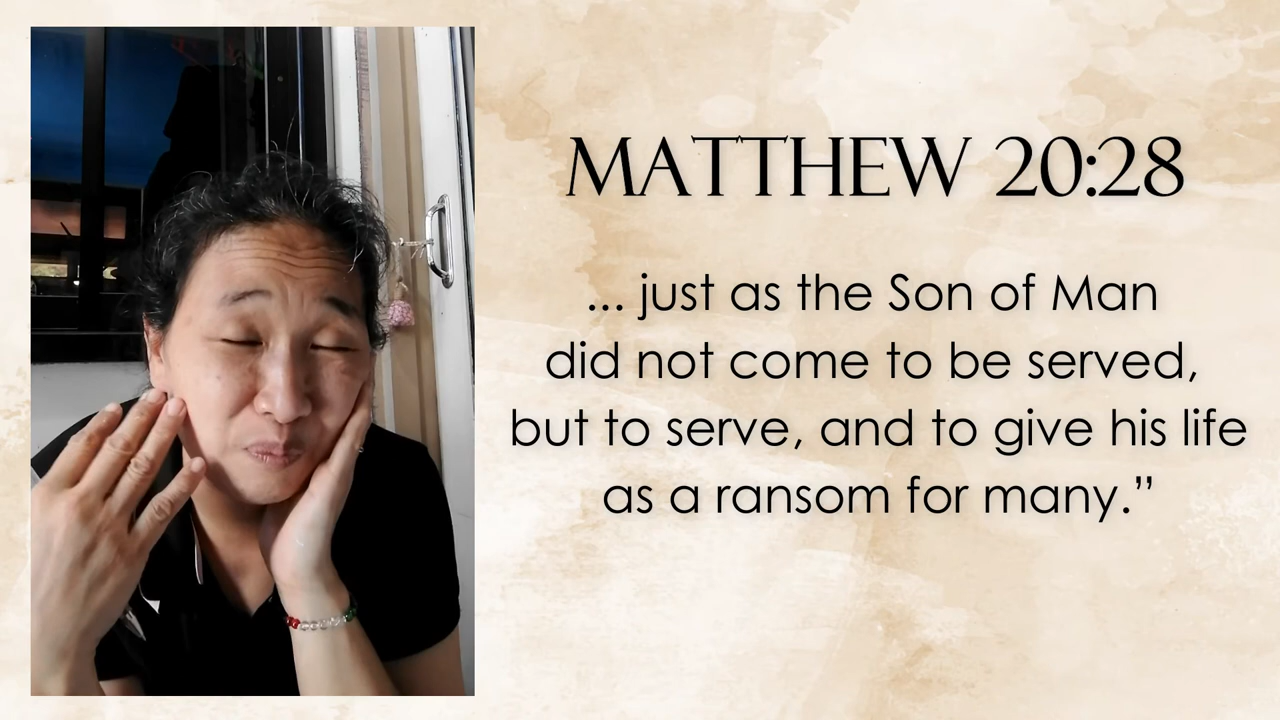 MATTHEW 20:28
... just as the Son of Man
did not come to be served,
but to serve, and to give his life
as a ransom for many.”